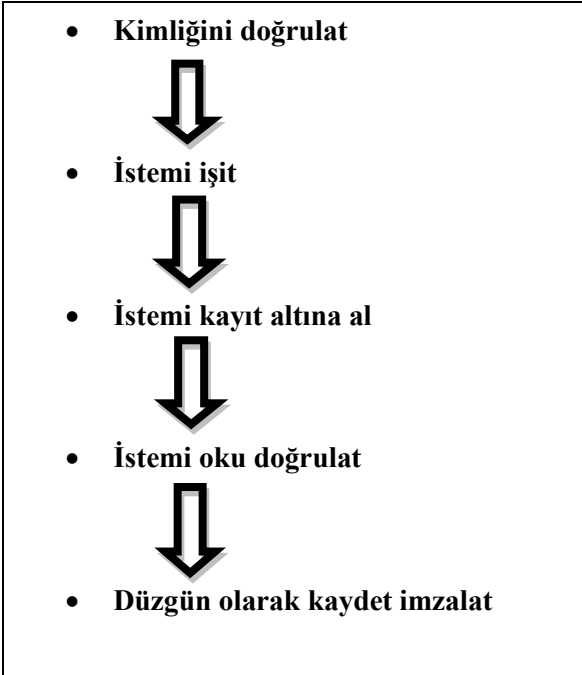 • Kimliğini doğrulat
• İstemi işit
• İstemi kayıt altına al
• İstemi oku doğrulat
• Düzgün olarak kaydet imzalat